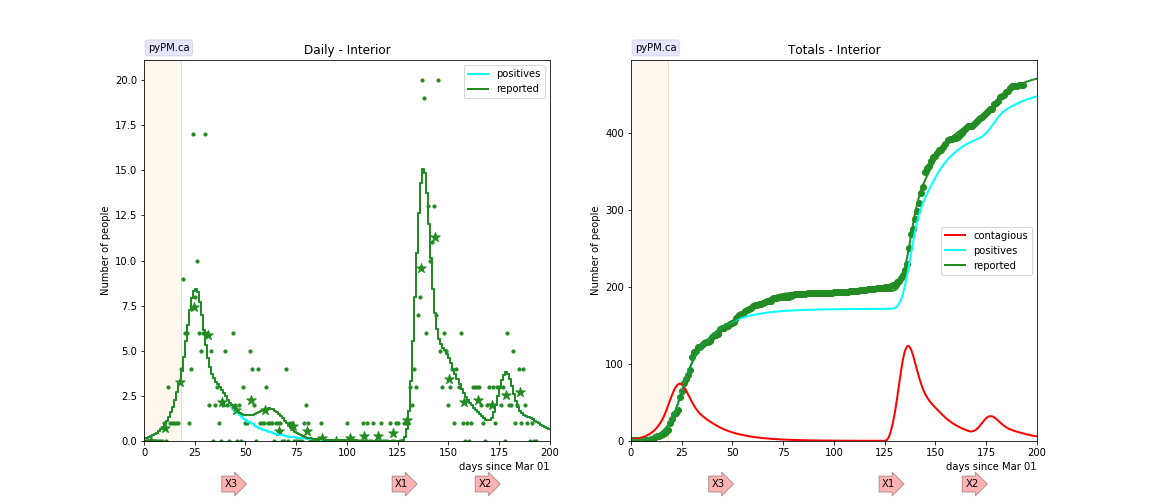 pyPM.ca
Daily - Interior
positives
reported
Number of people
20.0
17.5
15.0
12.5
10.0
7.5
5.0
2.5
0.0
0 25 50 75 100 125 150 175 200
days since Mar 01
X3 X1 X2
pyPM.ca
Totals - Interior
contagious
positives
reported
Number of people
400
300
200
100
0
0 25 50 75 100 125 150 175 200
days since Mar 01
X3 X1 X2